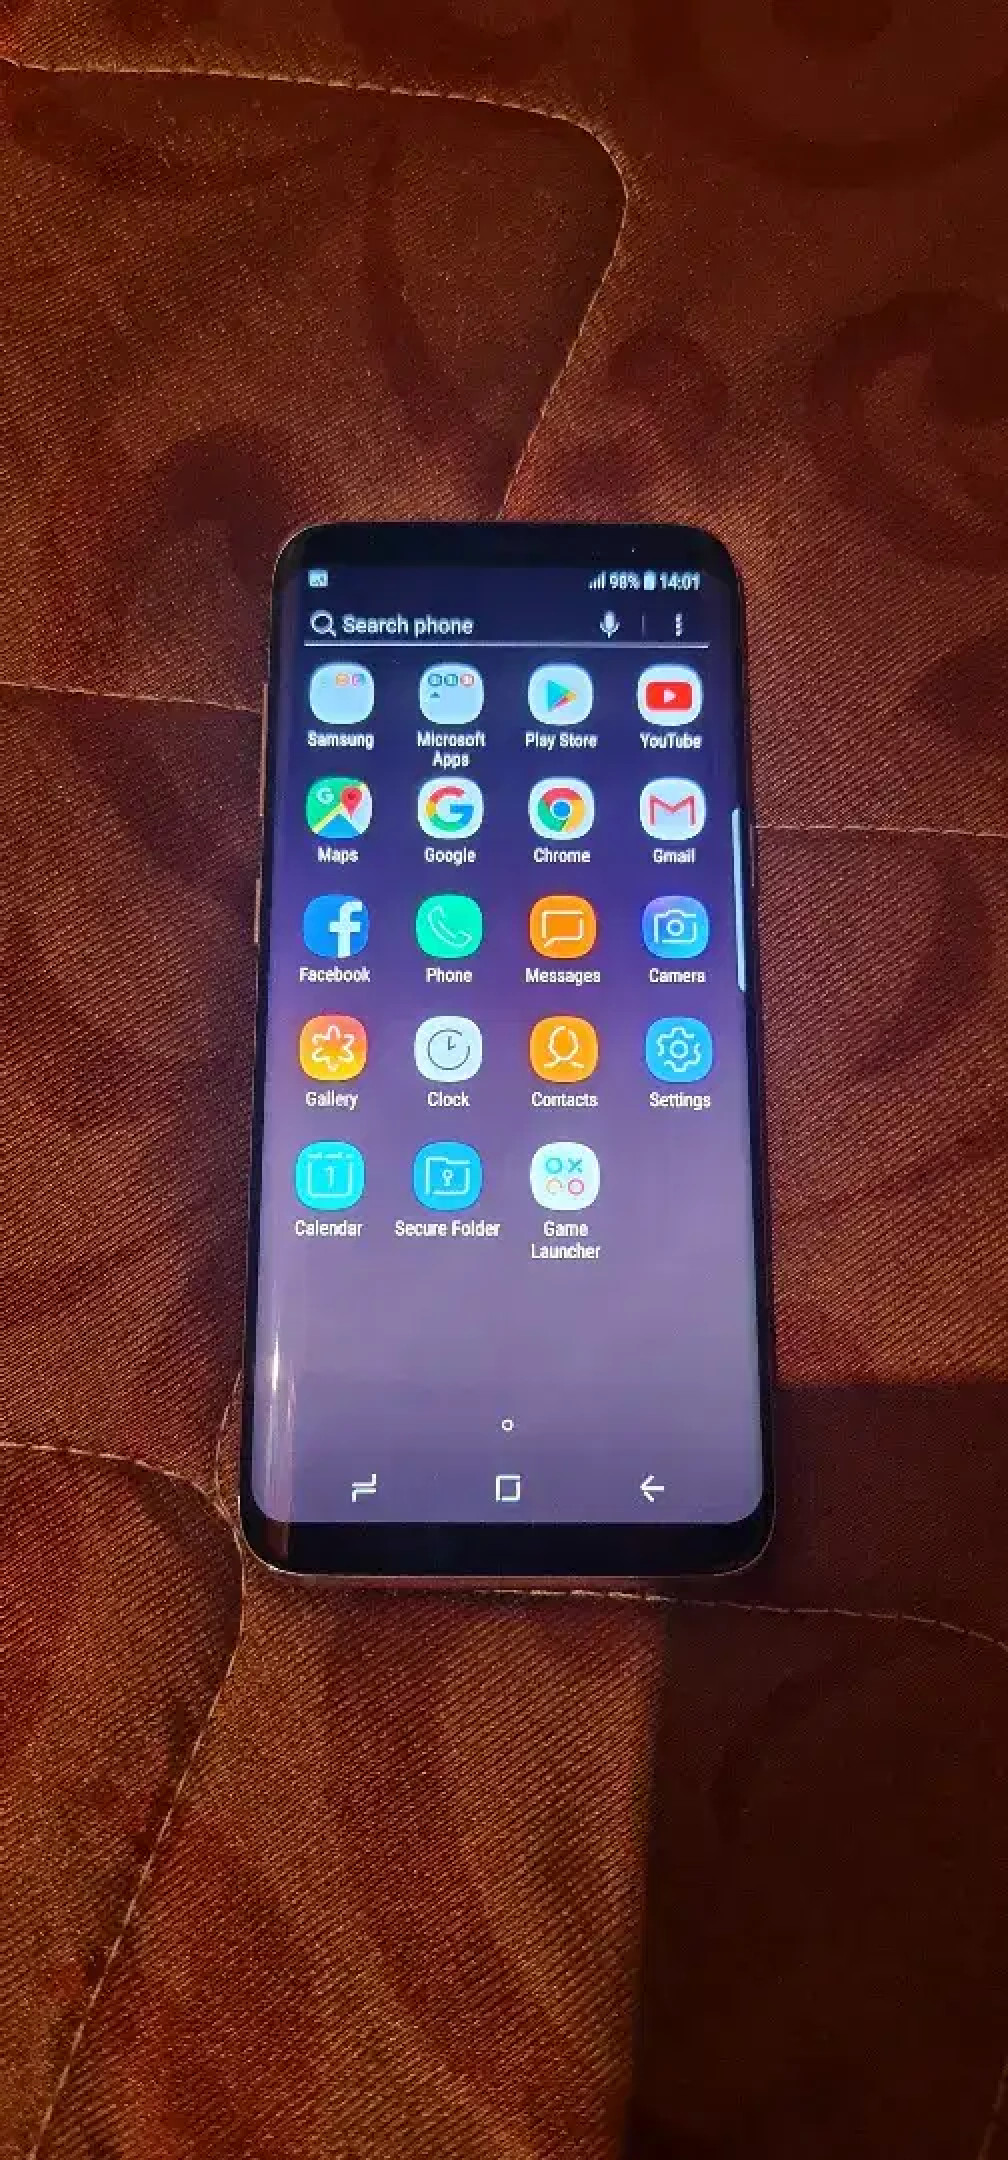 98% 14:01
Search phone
Samsung
Microsoft
Apps
Play Store
YouTube
G
Maps
G
Google
Chrome
M
Gmail
f
Facebook
Phone
Messages
Camera
Gallery
Clock
Contacts
Settings
1
Calendar
Secure Folder
Game
Launcher